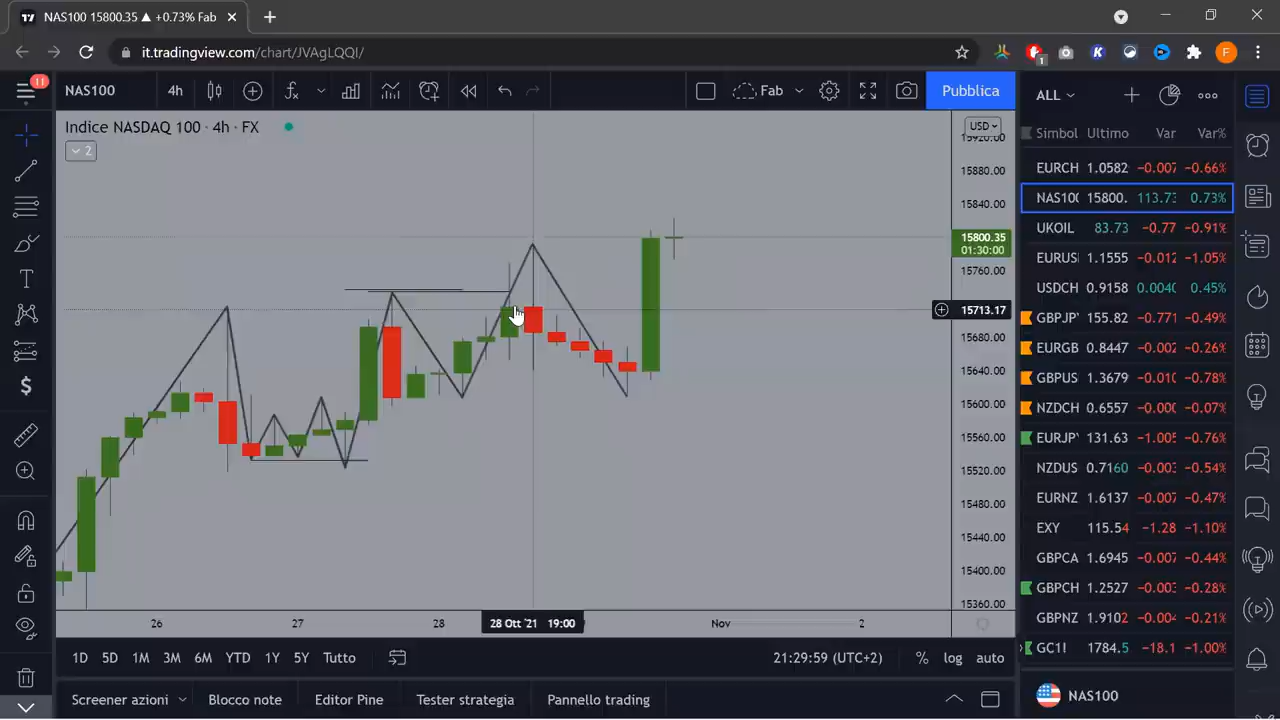 NAS100 15800.35 ▲ +0.73% Fab
it.tradingview.com/chart/JVAgLQQI/
1
F
11
NAS100
4h
Fab
Pubblica
ALL
Indice NASDAQ 100 · 4h · FX
2
USD
15920.00
15880.00
15840.00
15800.35
01:30:00
15760.00
15713.17
15680.00
15640.00
15600.00
15560.00
15520.00
15480.00
15440.00
15400.00
15360.00
26
27
28
28 Ott '21 19:00
Nov
2
Simbol Ultimo Var Var%
EURCH 1.0582 −0.007 −0.66%
NAS100 15800. 113.73 0.73%
UKOIL 83.73 −0.77 −0.91%
EURUS 1.1555 −0.012 −1.05%
USDCH 0.9158 0.0040 0.45%
GBPJP 155.82 −0.771 −0.49%
EURGB 0.8447 −0.002 −0.26%
GBPUS 1.3679 −0.010 −0.78%
NZDCH 0.6557 −0.000 −0.07%
EURJP 131.63 −1.005 −0.76%
NZDUS 0.7160 −0.003 −0.54%
EURNZ 1.6137 −0.007 −0.47%
EXY 115.54 −1.28 −1.10%
GBPCA 1.6945 −0.007 −0.44%
GBPCH 1.2527 −0.003 −0.28%
GBPNZ 1.9102 −0.004 −0.21%
GC1! 1784.5 −18.1 −1.00%
1D 5D 1M 3M 6M YTD 1Y 5Y Tutto
21:29:59 (UTC+2)
% log auto
Screener azioni
Blocco note
Editor Pine
Tester strategia
Pannello trading
NAS100